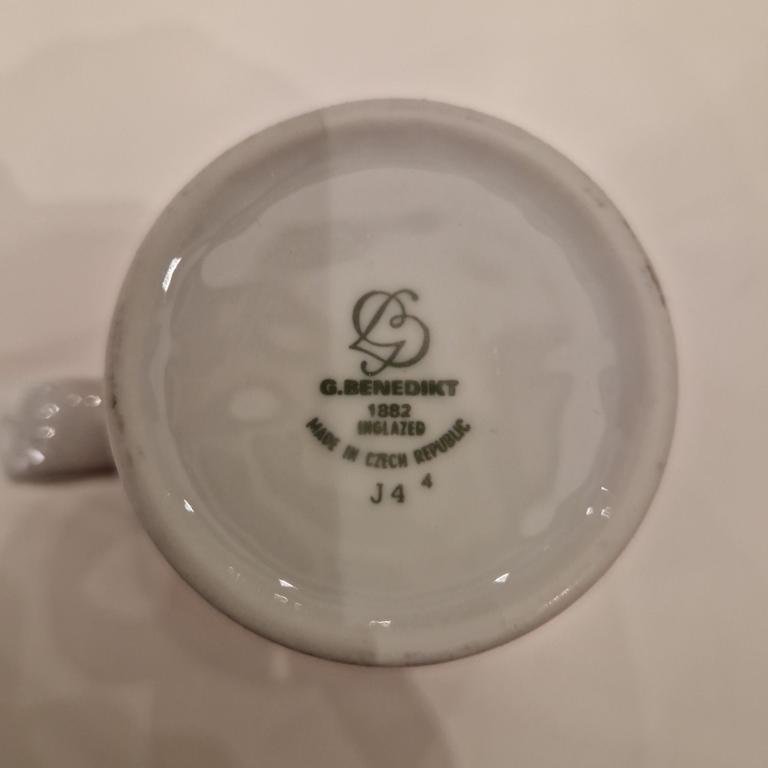 G.BENEDIKT
1882
INGLAZED
MADE IN CZECH REPUBLIC
J4 4